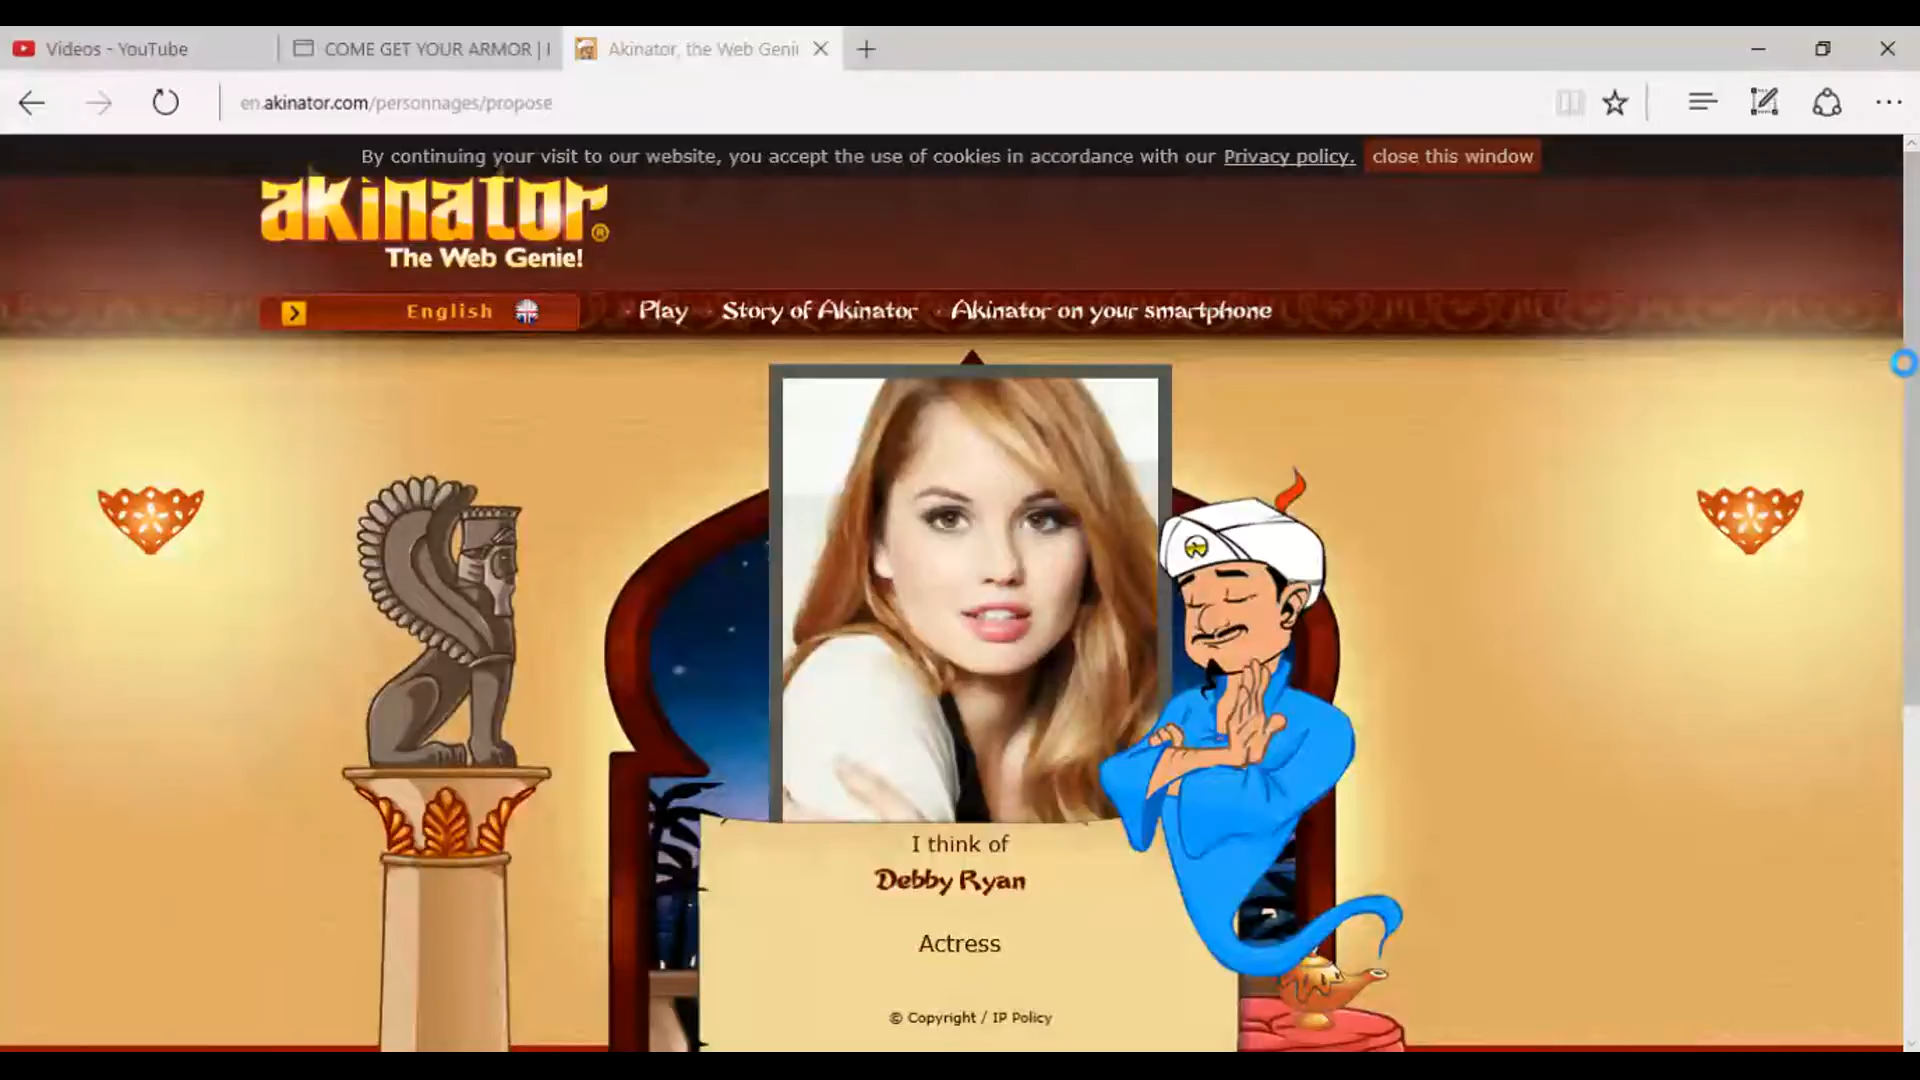 Videos - YouTube
COME GET YOUR ARMOR |
Akinator, the Web Geni
en.akinator.com/personnages/propose
By continuing your visit to our website, you accept the use of cookies in accordance with our Privacy policy. close this window
akinator®
The Web Genie!
English
Play
Story of Akinator
Akinator on your smartphone
I think of
Debby Ryan
Actress
© Copyright / IP Policy